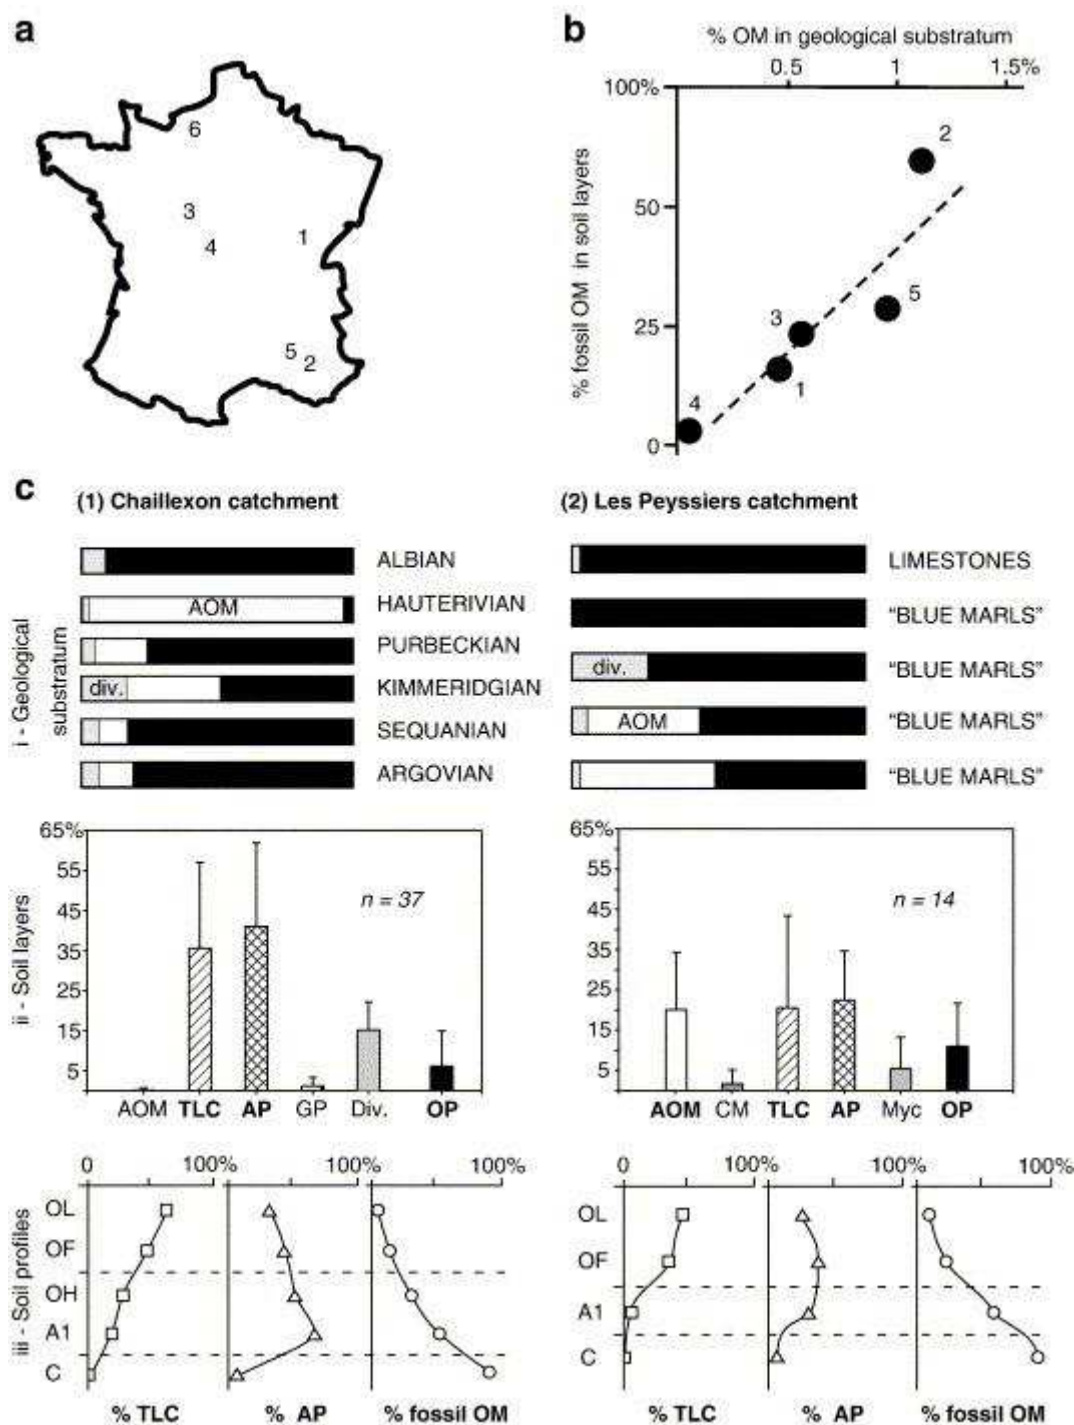 a
6
3
4
1
5
2
b
% OM in geological substratum
0.5
1
1.5%
100%
50
25
0
% fossil OM in soil layers
2
5
3
1
4
c
(1) Chaillexon catchment
i - Geological
substratum
ALBIAN
AOM
HAUTERIVIAN
PURBECKIAN
div.
KIMMERIDGIAN
SEQUANIAN
ARGOVIAN
(2) Les Peyssiers catchment
LIMESTONES
"BLUE MARLS"
div.
"BLUE MARLS"
AOM
"BLUE MARLS"
"BLUE MARLS"
ii - Soil layers
65%
55
45
35
25
15
5
n = 37
AOM TLC AP GP Div. OP
65%
55
45
35
25
15
5
n = 14
AOM CM TLC AP Myc OP
iii - Soil profiles
0 100% 100% 100%
OL
OF
OH
A1
C
% TLC % AP % fossil OM
0 100% 100% 100%
OL
OF
A1
C
% TLC % AP % fossil OM